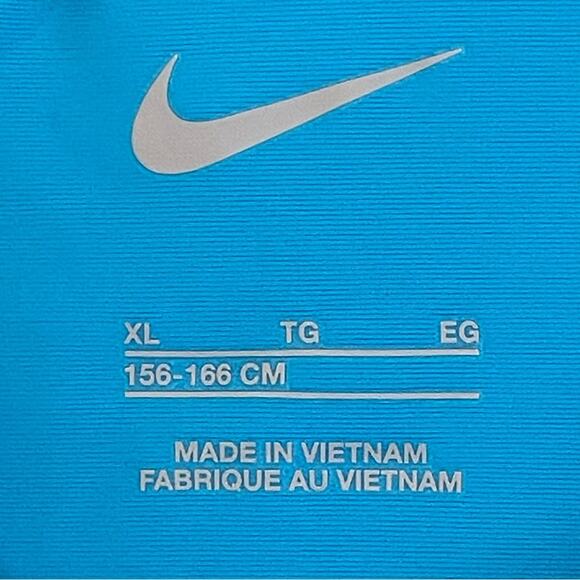 XL TG EG
156-166 CM
MADE IN VIETNAM
FABRIQUE AU VIETNAM